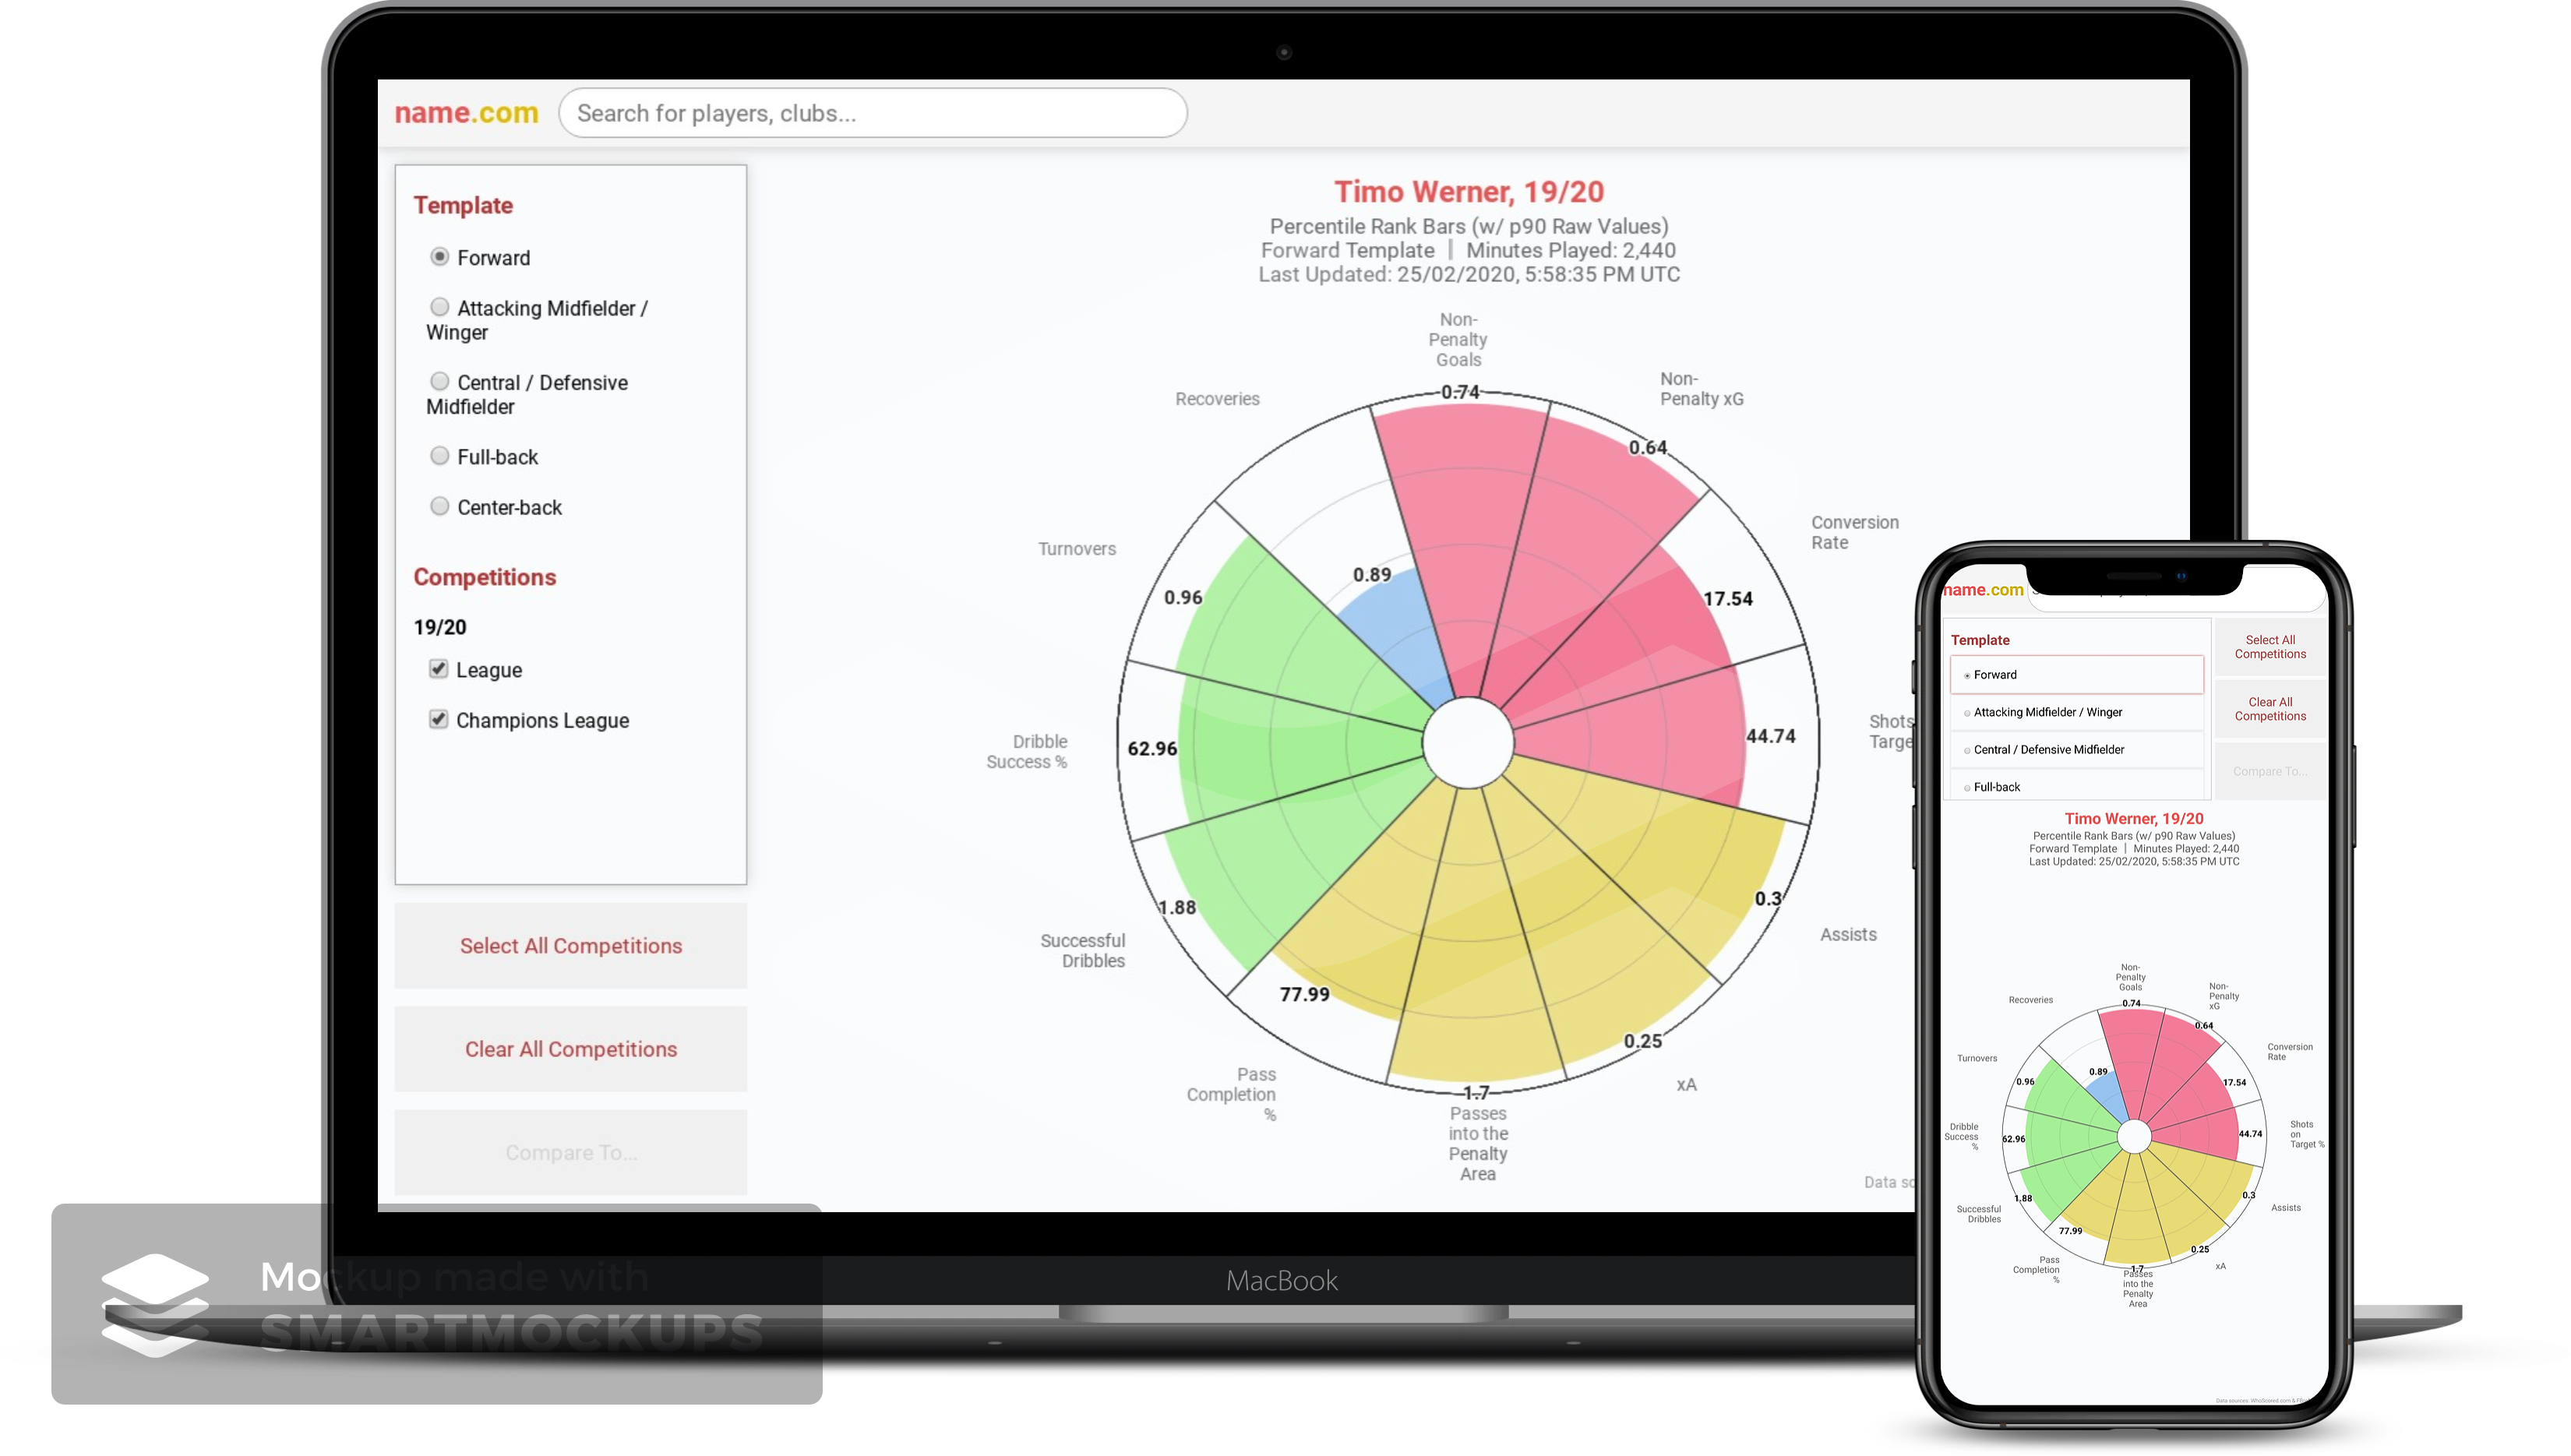 name.com
Search for players, clubs...
Template
Forward
Attacking Midfielder /
Winger
Central / Defensive
Midfielder
Full-back
Center-back
Competitions
19/20
League
Champions League
Select All Competitions
Clear All Competitions
Compare To...
Timo Werner, 19/20
Percentile Rank Bars (w/ p90 Raw Values)
Forward Template | Minutes Played: 2,440
Last Updated: 25/02/2020, 5:58:35 PM UTC
Non-
Penalty
Goals
0.74
Non-
Penalty xG
0.64
Conversion
Rate
17.54
Shots
Targe
44.74
Assists
0.3
xA
0.25
1.7
Passes
into the
Penalty
Area
Pass
Completion
%
77.99
Successful
Dribbles
1.88
Dribble
Success %
62.96
Turnovers
0.96
Recoveries
0.89
Data so
MacBook
Mockup made with
SMARTMOCKUPS
name.com
Template
Forward
Attacking Midfielder / Winger
Central / Defensive Midfielder
Full-back
Select All
Competitions
Clear All
Competitions
Compare To...
Timo Werner, 19/20
Percentile Rank Bars (w/ p90 Raw Values)
Forward Template | Minutes Played: 2,440
Last Updated: 25/02/2020, 5:58:35 PM UTC
Non-
Penalty
Goals
0.74
Non-
Penalty
xG
0.64
Conversion
Rate
17.54
Shots
on
Target %
44.74
Assists
0.3
xA
0.25
1.7
Passes
into the
Penalty
Area
Pass
Completion
%
77.99
Successful
Dribbles
1.88
Dribble
Success
%
62.96
Turnovers
0.96
Recoveries
0.89
Data sources: WhoScored.com &